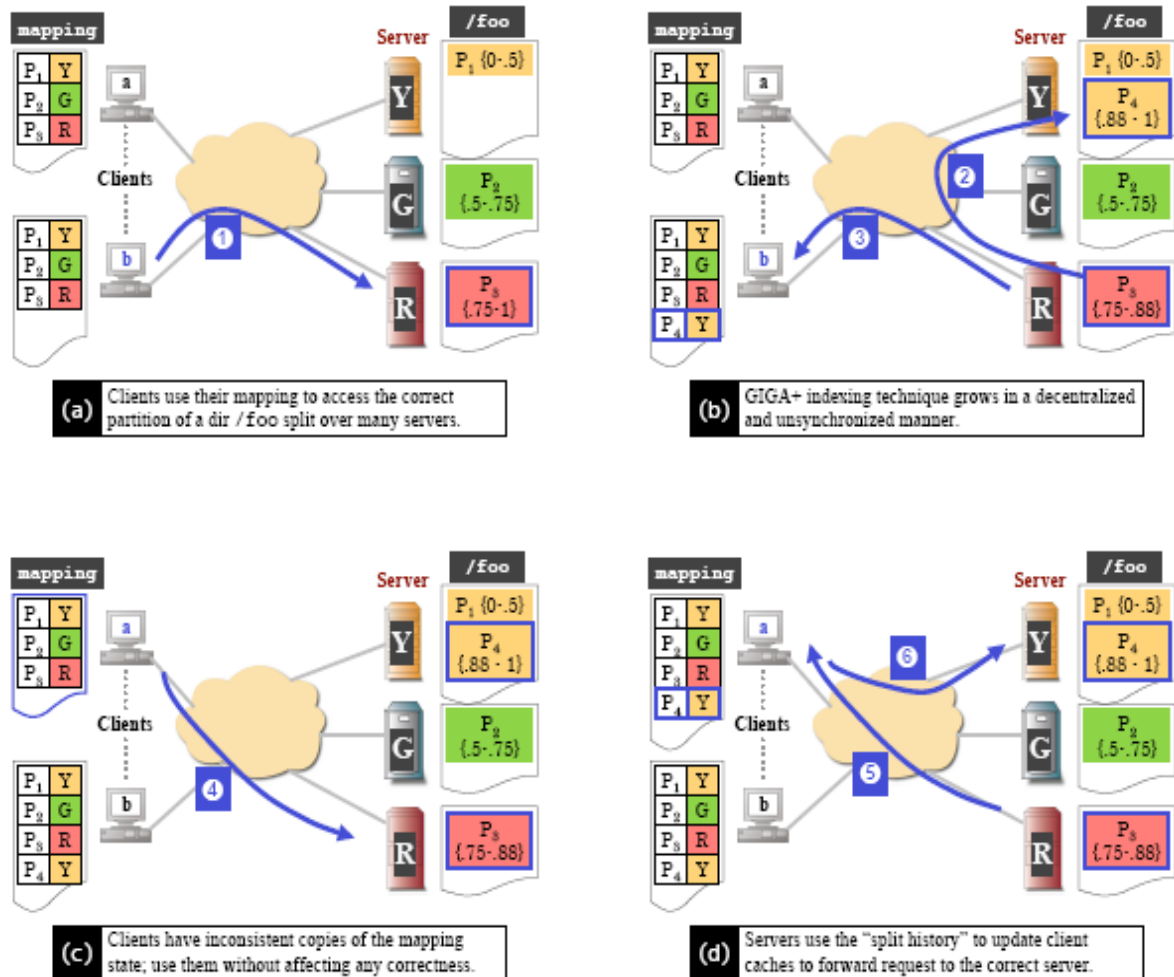 mapping
/foo
Server
P₁ Y
P₂ G
P₃ R
a
Clients
P₁ Y
P₂ G
P₃ R
b
①
Y
G
R
P₁ {0-.5}
P₂
{.5-.75}
P₃
{.75-1}
(a) Clients use their mapping to access the correct
partition of a dir /foo split over many servers.
mapping
/foo
Server
P₁ Y
P₂ G
P₃ R
a
Clients
P₁ Y
P₂ G
P₃ R
P₄ Y
b
②
③
Y
G
R
P₁ {0-.5}
P₄
{.88 - 1}
P₂
{.5-.75}
P₃
{.75-.88}
(b) GIGA+ indexing technique grows in a decentralized
and unsynchronized manner.
mapping
/foo
Server
P₁ Y
P₂ G
P₃ R
a
Clients
P₁ Y
P₂ G
P₃ R
P₄ Y
b
④
Y
G
R
P₁ {0-.5}
P₄
{.88 - 1}
P₂
{.5-.75}
P₃
{.75-.88}
(c) Clients have inconsistent copies of the mapping
state; use them without affecting any correctness.
mapping
/foo
Server
P₁ Y
P₂ G
P₃ R
P₄ Y
a
Clients
P₁ Y
P₂ G
P₃ R
P₄ Y
b
⑥
⑤
Y
G
R
P₁ {0-.5}
P₄
{.88 - 1}
P₂
{.5-.75}
P₃
{.75-.88}
(d) Servers use the “split history” to update client
caches to forward request to the correct server.